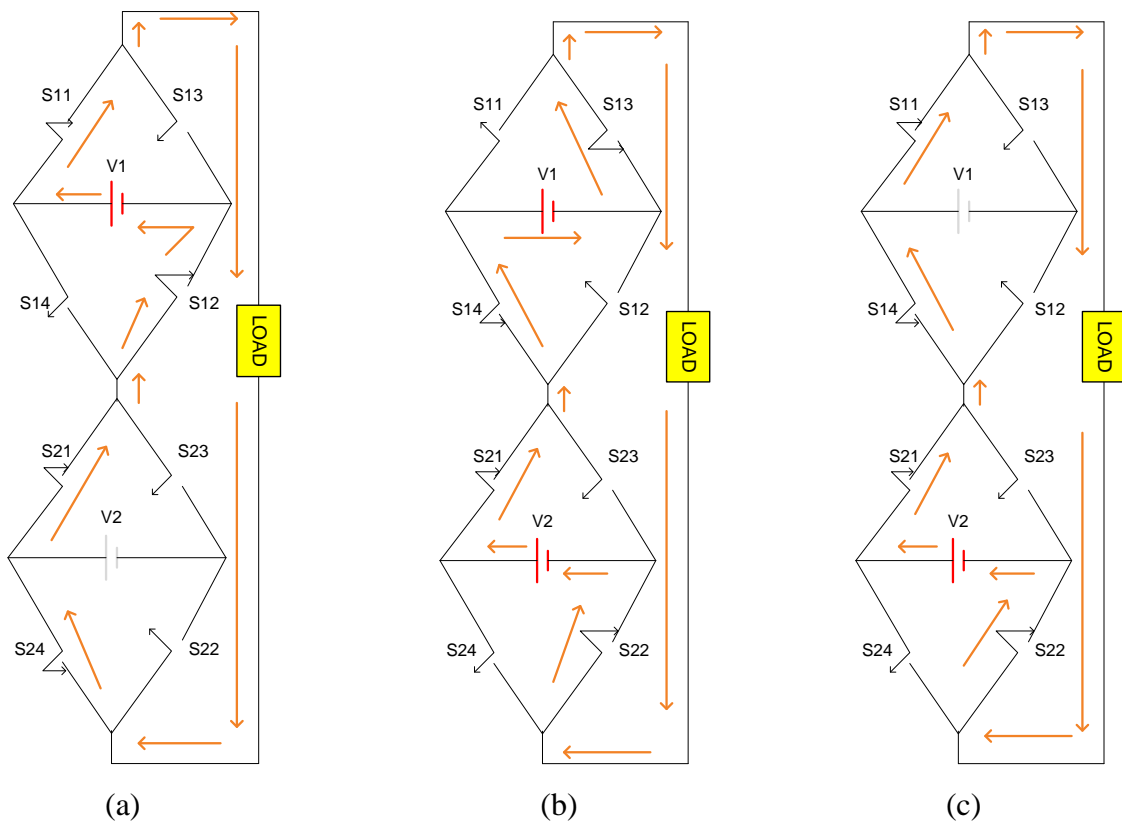 S11
S13
V1
S14
S12
LOAD
S21
S23
V2
S24
S22
(a)
S11
S13
V1
S14
S12
LOAD
S21
S23
V2
S24
S22
(b)
S11
S13
V1
S14
S12
LOAD
S21
S23
V2
S24
S22
(c)